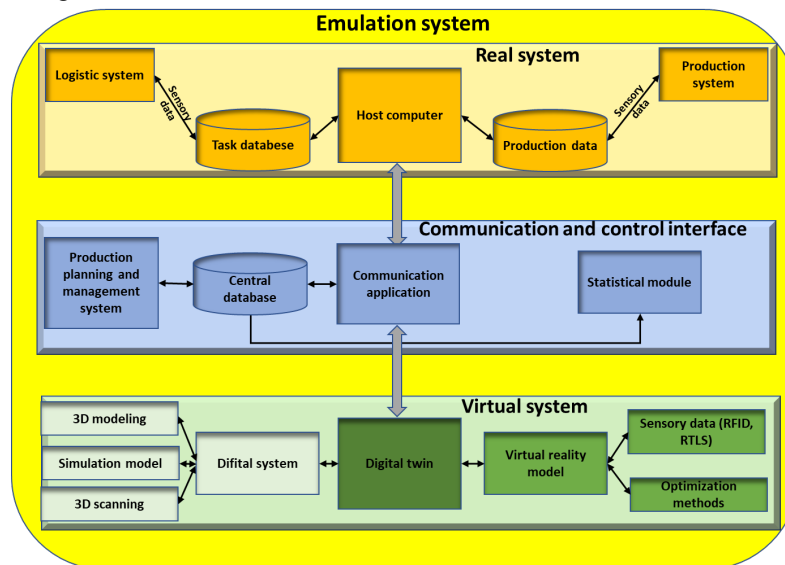 Emulation system
Real system
Logistic system
Production
system
Sensory
data
Sensory
data
Host computer
Task databese
Production data
Communication and control interface
Production
planning and
management
system
Central
database
Communication
application
Statistical module
Virtual system
3D modeling
Simulation model
3D scanning
Difital system
Digital twin
Virtual reality
model
Sensory data (RFID,
RTLS)
Optimization
methods